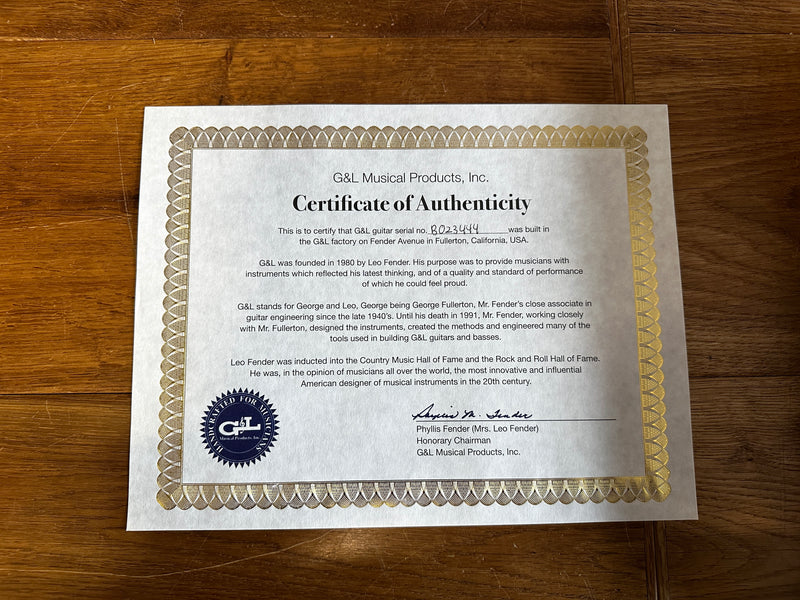 G&L Musical Products, Inc.
Certificate of Authenticity
This is to certify that G&L guitar serial no. B023444 was built in
the G&L factory on Fender Avenue in Fullerton, California, USA.
G&L was founded in 1980 by Leo Fender. His purpose was to provide musicians with
instruments which reflected his latest thinking, and of a quality and standard of performance
of which he could feel proud.
G&L stands for George and Leo, George being George Fullerton, Mr. Fender's close associate in
guitar engineering since the late 1940's. Until his death in 1991, Mr. Fender, working closely
with Mr. Fullerton, designed the instruments, created the methods and engineered many of the
tools used in building G&L guitars and basses.
Leo Fender was inducted into the Country Music Hall of Fame and the Rock and Roll Hall of Fame.
He was, in the opinion of musicians all over the world, the most innovative and influential
American designer of musical instruments in the 20th century.
HANDCRAFTED FOR MUSICIANS
G&L
Musical Products, Inc.
Phyllis M. Fender
Phyllis Fender (Mrs. Leo Fender)
Honorary Chairman
G&L Musical Products, Inc.